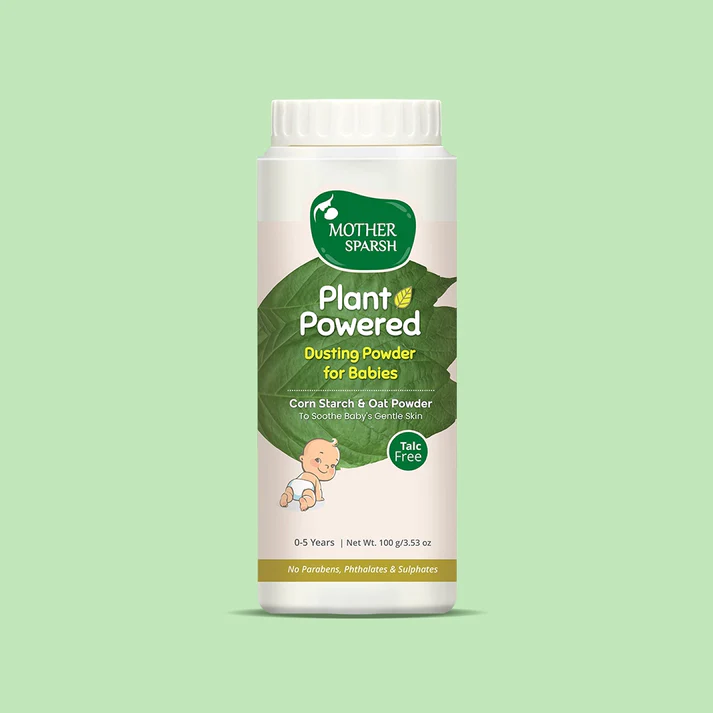 MOTHER
SPARSH
Plant
Powered
Dusting Powder
for Babies
Corn Starch & Oat Powder
To Soothe Baby's Gentle Skin
Talc
Free
0-5 Years | Net Wt. 100 g/3.53 oz
No Parabens, Phthalates & Sulphates